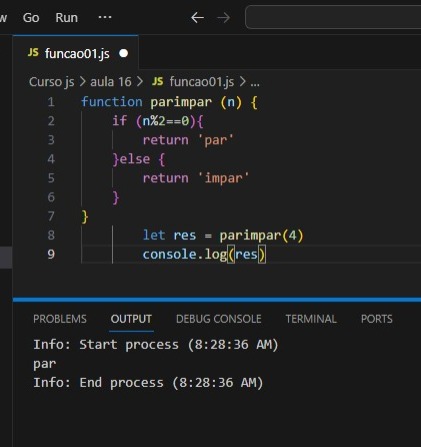 w Go Run ... ← →
JS funcao01.js ●
Curso js > aula 16 > JS funcao01.js > ...
1 function parimpar (n) {
2 if (n%2==0){
3 return 'par'
4 }else {
5 return 'impar'
6 }
7 }
8 let res = parimpar(4)
9 console.log(res)
PROBLEMS OUTPUT DEBUG CONSOLE TERMINAL PORTS
Info: Start process (8:28:36 AM)
par
Info: End process (8:28:36 AM)